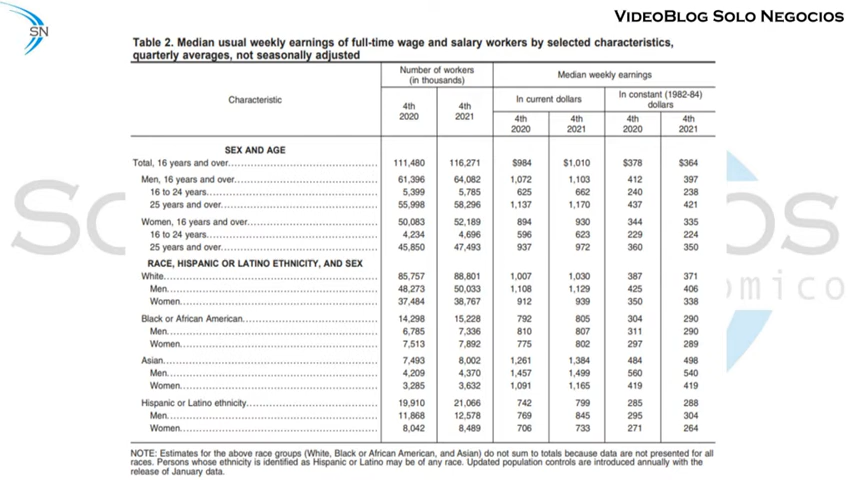 SN
VIDEOBLOG SOLO NEGOCIOS
Table 2. Median usual weekly earnings of full-time wage and salary workers by selected characteristics,
quarterly averages, not seasonally adjusted
Characteristic Number of workers (in thousands) Median weekly earnings
In current dollars In constant (1982-84) dollars
4th 2020 4th 2021 4th 2020 4th 2021 4th 2020 4th 2021
SEX AND AGE
Total, 16 years and over 111,480 116,271 $984 $1,010 $378 $364
Men, 16 years and over 61,396 64,082 1,072 1,103 412 397
16 to 24 years 5,399 5,785 625 662 240 238
25 years and over 55,998 58,296 1,137 1,170 437 421
Women, 16 years and over 50,083 52,189 894 930 344 335
16 to 24 years 4,234 4,696 596 623 229 224
25 years and over 45,850 47,493 937 972 360 350
RACE, HISPANIC OR LATINO ETHNICITY, AND SEX
White 85,757 88,801 1,007 1,030 387 371
Men 48,273 50,033 1,108 1,129 425 406
Women 37,484 38,767 912 939 350 338
Black or African American 14,298 15,228 792 805 304 290
Men 6,785 7,336 810 807 311 290
Women 7,513 7,892 775 802 297 289
Asian 7,493 8,002 1,261 1,384 484 498
Men 4,209 4,370 1,457 1,499 560 540
Women 3,285 3,632 1,091 1,165 419 419
Hispanic or Latino ethnicity 19,910 21,066 742 799 285 288
Men 11,868 12,578 769 845 295 304
Women 8,042 8,489 706 733 271 264
NOTE: Estimates for the above race groups (White, Black or African American, and Asian) do not sum to totals because data are not presented for all
races. Persons whose ethnicity is identified as Hispanic or Latino may be of any race. Updated population controls are introduced annually with the
release of January data.